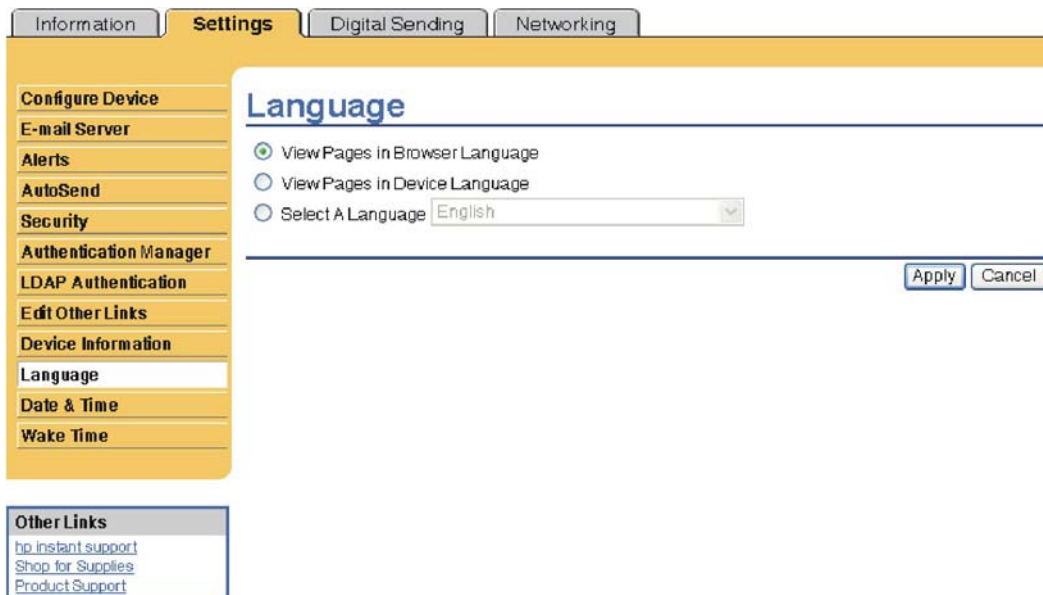 Information Settings Digital Sending Networking
Configure Device
E-mail Server
Alerts
AutoSend
Security
Authentication Manager
LDAP Authentication
Edit Other Links
Device Information
Language
Date & Time
Wake Time
Other Links
hp instant support
Shop for Supplies
Product Support
Language
View Pages in Browser Language
View Pages in Device Language
Select A Language English
Apply Cancel